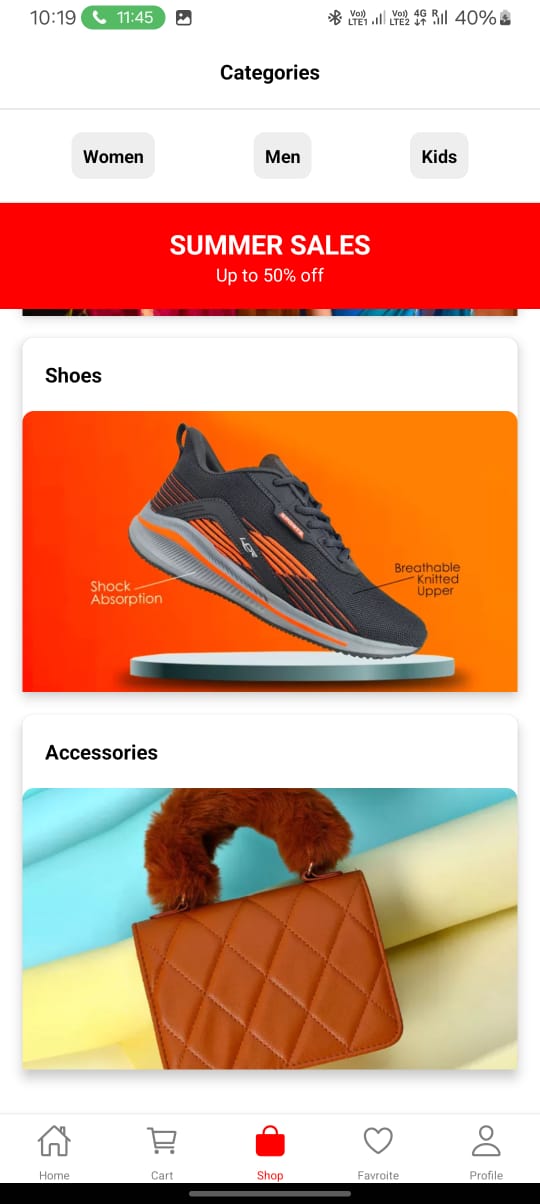 10:19 11:45 Vo)) LTE1 Vo)) LTE2 4G R 40%
Categories
Women Men Kids
SUMMER SALES
Up to 50% off
Shoes
Shock
Absorption
Breathable
Knitted
Upper
Accessories
Home Cart Shop Favroite Profile